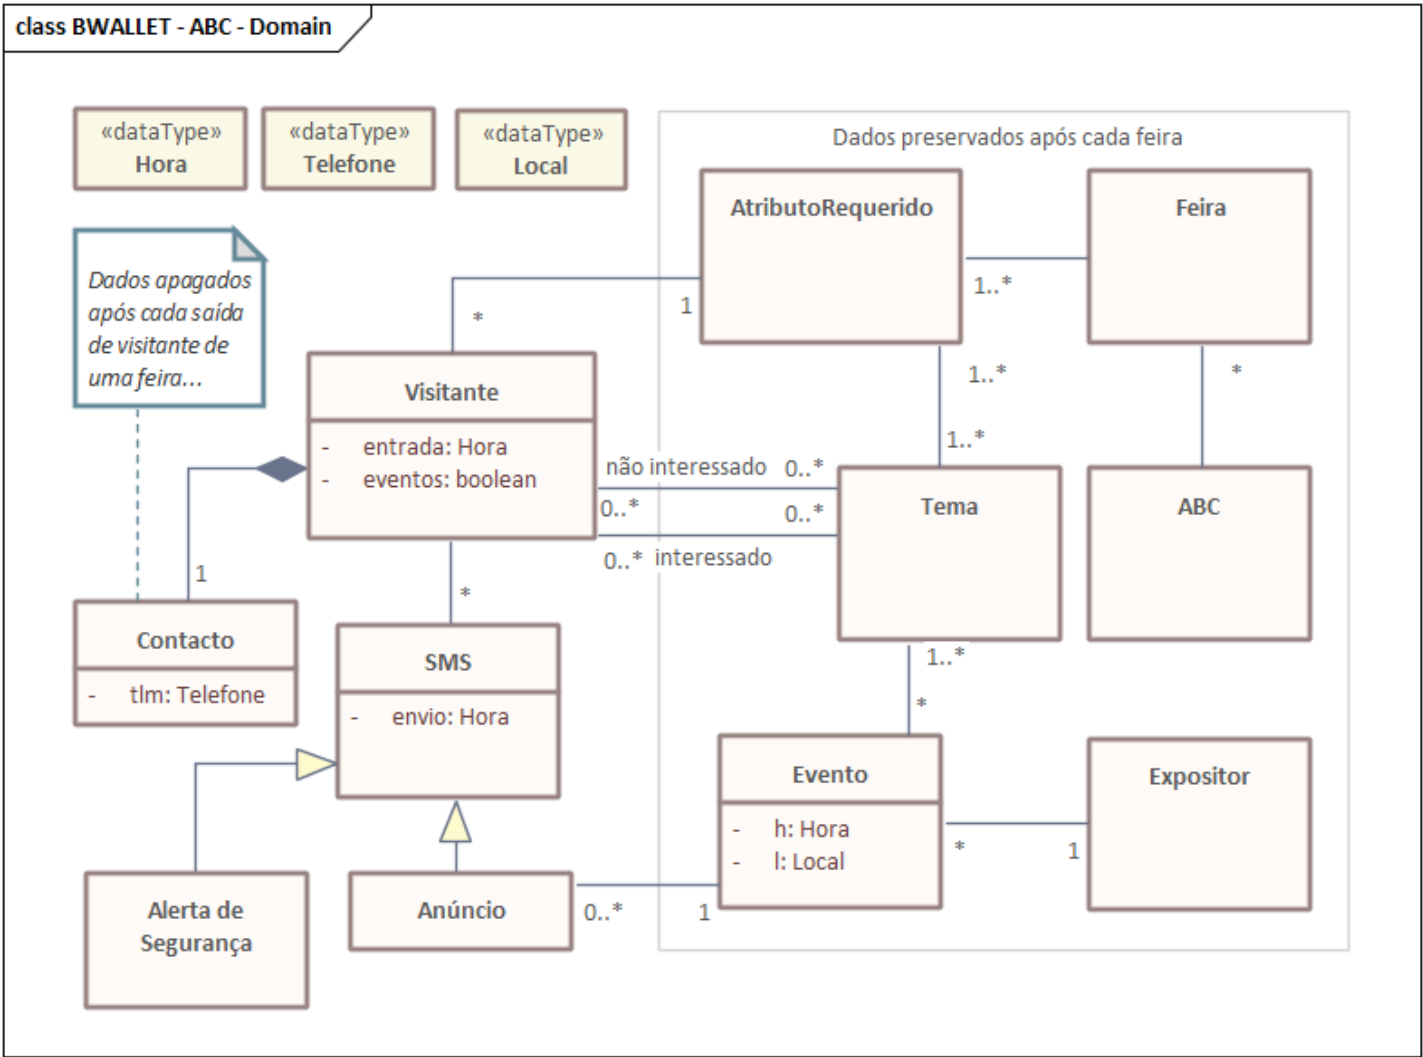 class BWALLET - ABC - Domain
«dataType»
Hora
«dataType»
Telefone
«dataType»
Local
Dados preservados após cada feira
AtributoRequerido
Feira
Dados apagados
após cada saída
de visitante de
uma feira...
1..*
1
*
1..*
*
Visitante
- entrada: Hora
- eventos: boolean
1..*
não interessado 0..*
0..*
0..*
0..* interessado
Tema
ABC
1
*
Contacto
- tlm: Telefone
SMS
- envio: Hora
1..*
*
Evento
- h: Hora
- l: Local
Expositor
*
1
Alerta de
Segurança
Anúncio
0..*
1